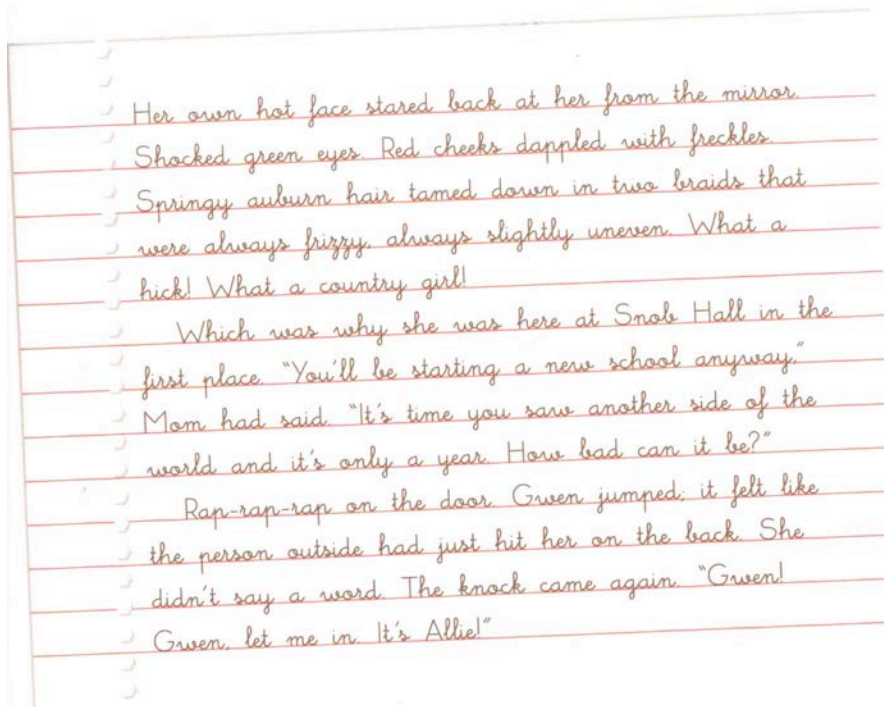 Her own hot face stared back at her from the mirror.
Shocked green eyes. Red cheeks dappled with freckles.
Springy auburn hair tamed down in two braids that
were always frizzy, always slightly uneven. What a
hick! What a country girl!
Which was why she was here at Snob Hall in the
first place. "You'll be starting a new school anyway,"
Mom had said. "It's time you saw another side of the
world and it's only a year. How bad can it be?"
Rap-rap-rap on the door. Gwen jumped; it felt like
the person outside had just hit her on the back. She
didn't say a word. The knock came again. "Gwen!
Gwen, let me in. It's Allie!"